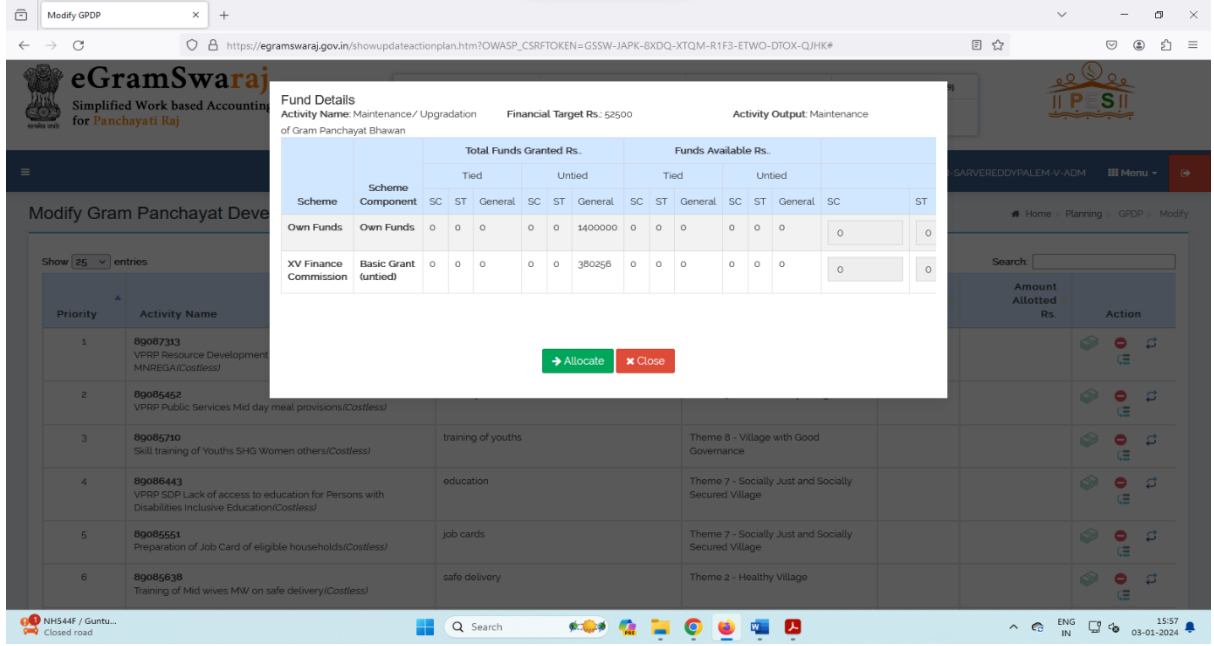 Modify GPDP
https://egramswaraj.gov.in/showupdateactionplan.htm?OWASP_CSRFTOKEN=GSSW-JAPK-8XDQ-XTQM-R1F3-ETWO-DTOX-QJHK#
eGramSwaraj
Simplified Work based Accounting
for Panchayati Raj
PES
SARVEREDDYPALEM-V-ADM Menu
Modify Gram Panchayat Deve
Home Planning GPDP Modify
Show 25 entries
Search:
Fund Details
Activity Name: Maintenance/ Upgradation of Gram Panchayat Bhawan
Financial Target Rs.: 52500
Activity Output: Maintenance
Total Funds Granted Rs.. Funds Available Rs..
Tied Untied Tied Untied
Scheme Scheme Component SC ST General SC ST General SC ST General SC ST General SC ST
Own Funds Own Funds 0 0 0 0 0 1400000 0 0 0 0 0 0 0 0
XV Finance Commission Basic Grant (untied) 0 0 0 0 0 380256 0 0 0 0 0 0 0 0
Allocate Close
Priority Activity Name Amount Allotted Rs. Action
1 89087313
VPRP Resource Development
MNREGA(Costless)
2 89085452
VPRP Public Services Mid day meal provisions(Costless)
3 89085710 training of youths Theme 8 - Village with Good
Skill training of Youths SHG Women others(Costless) Governance
4 89086443 education Theme 7 - Socially Just and Socially
VPRP SDP Lack of access to education for Persons with Secured Village
Disabilities Inclusive Education(Costless)
5 89085551 job cards Theme 7 - Socially Just and Socially
Preparation of Job Card of eligible households(Costless) Secured Village
6 89085638 safe delivery Theme 2 - Healthy Village
Training of Mid wives MW on safe delivery(Costless)
1 NH544F / Guntu...
Closed road
Search
ENG 15:57
IN 03-01-2024